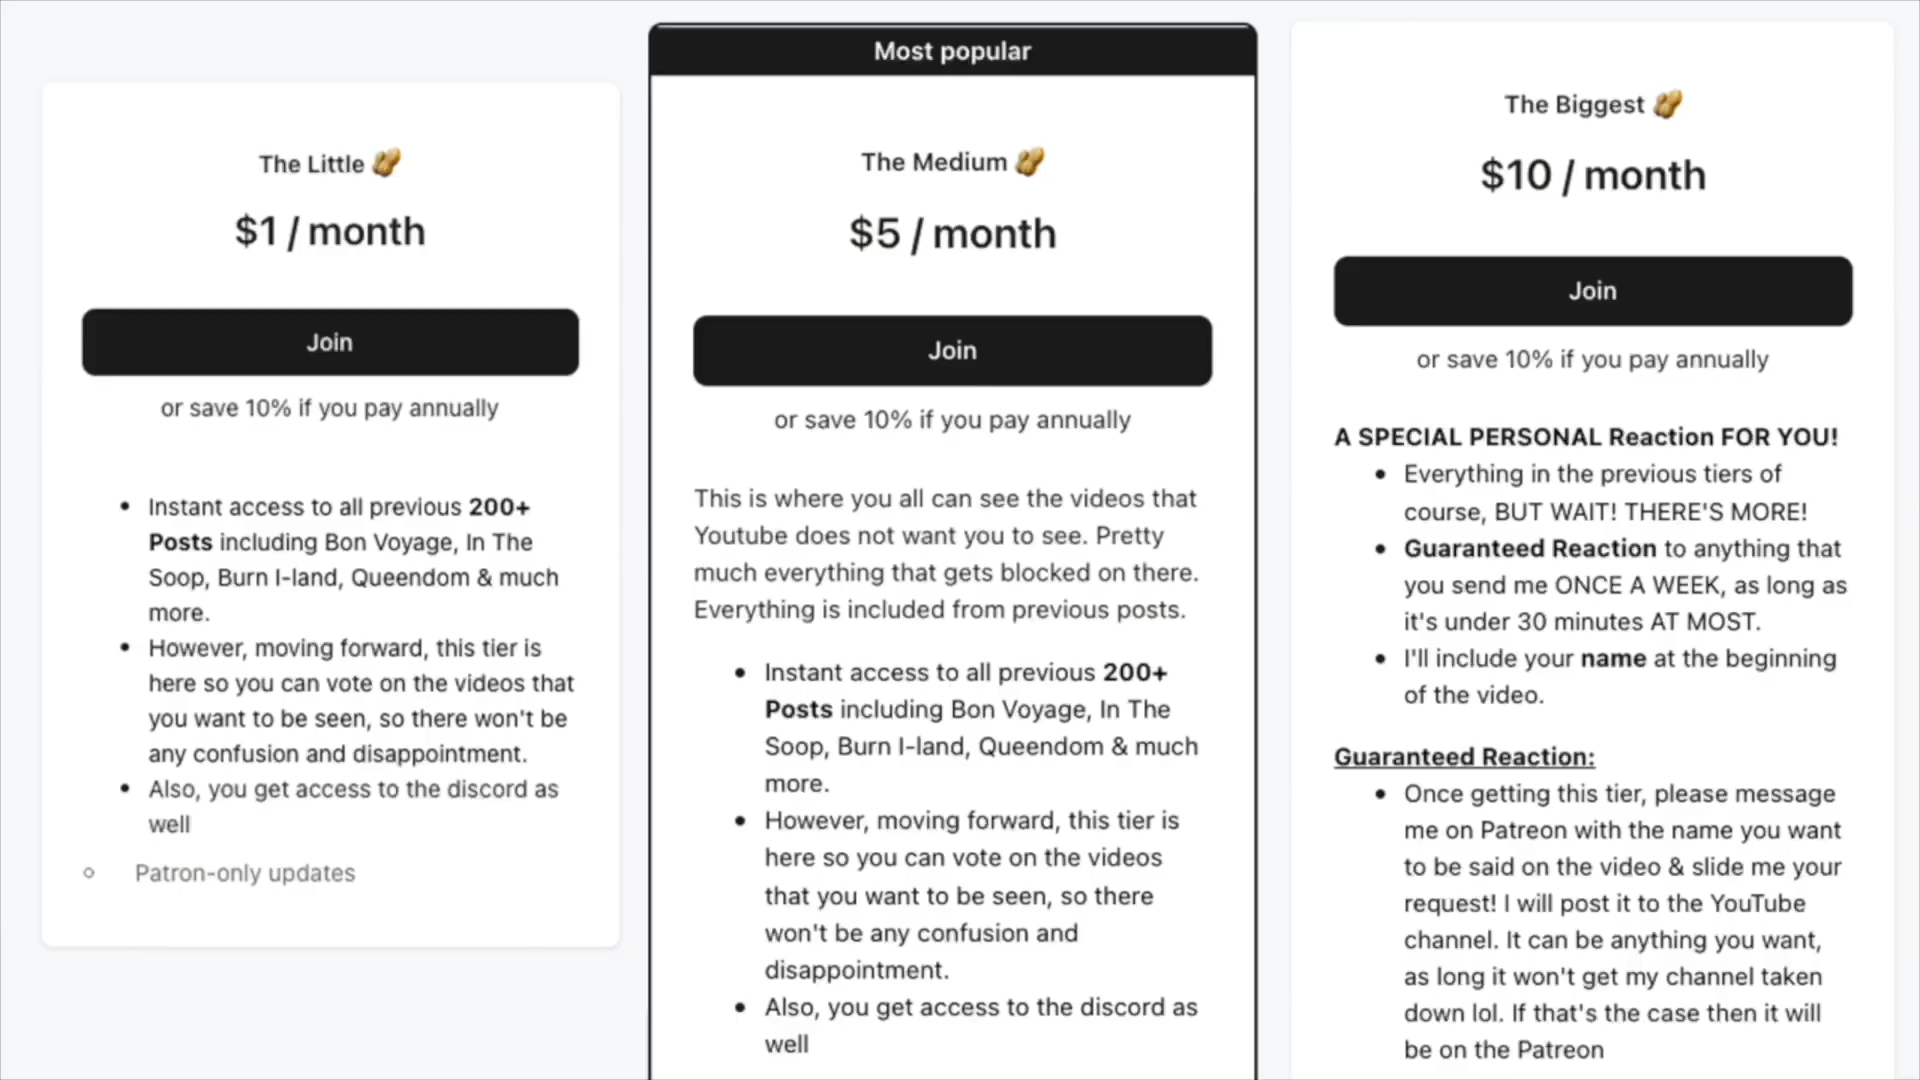 The Little 🥜
$1 / month
Join
or save 10% if you pay annually
• Instant access to all previous 200+
Posts including Bon Voyage, In The
Soop, Burn I-land, Queendom & much
more.
• However, moving forward, this tier is
here so you can vote on the videos that
you want to be seen, so there won't be
any confusion and disappointment.
• Also, you get access to the discord as
well
Patron-only updates
Most popular
The Medium 🥜
$5 / month
Join
or save 10% if you pay annually
This is where you all can see the videos that
Youtube does not want you to see. Pretty
much everything that gets blocked on there.
Everything is included from previous posts.
• Instant access to all previous 200+
Posts including Bon Voyage, In The
Soop, Burn I-land, Queendom & much
more.
• However, moving forward, this tier is
here so you can vote on the videos
that you want to be seen, so there
won't be any confusion and
disappointment.
• Also, you get access to the discord as
well
The Biggest 🥜
$10 / month
Join
or save 10% if you pay annually
A SPECIAL PERSONAL Reaction FOR YOU!
• Everything in the previous tiers of
course, BUT WAIT! THERE'S MORE!
• Guaranteed Reaction to anything that
you send me ONCE A WEEK, as long as
it's under 30 minutes AT MOST.
• I'll include your name at the beginning
of the video.
Guaranteed Reaction:
• Once getting this tier, please message
me on Patreon with the name you want
to be said on the video & slide me your
request! I will post it to the YouTube
channel. It can be anything you want,
as long it won't get my channel taken
down lol. If that's the case then it will
be on the Patreon